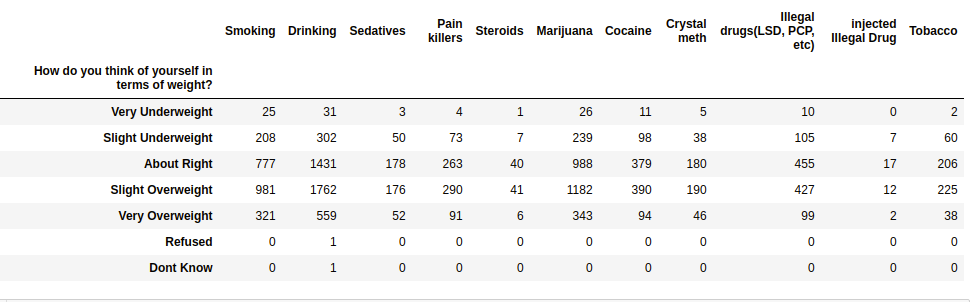 Smoking Drinking Sedatives Pain killers Steroids Marijuana Cocaine Crystal meth Illegal drugs(LSD, PCP, etc) injected Illegal Drug Tobacco
How do you think of yourself in
terms of weight?
Very Underweight 25 31 3 4 1 26 11 5 10 0 2
Slight Underweight 208 302 50 73 7 239 98 38 105 7 60
About Right 777 1431 178 263 40 988 379 180 455 17 206
Slight Overweight 981 1762 176 290 41 1182 390 190 427 12 225
Very Overweight 321 559 52 91 6 343 94 46 99 2 38
Refused 0 1 0 0 0 0 0 0 0 0 0
Dont Know 0 1 0 0 0 0 0 0 0 0 0